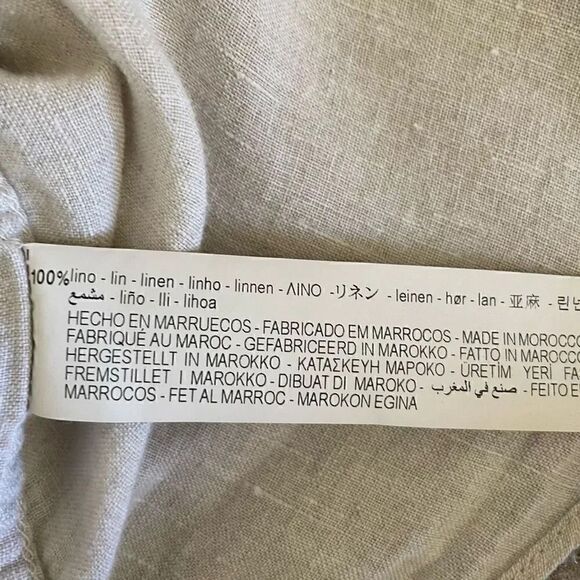 100% lino - lin - linen - linho - linnen - ΛΙΝΟ -リネン - leinen - hør - lan - 亚麻 - 린넨
مشمع - liño - lli - lihoa
HECHO EN MARRUECOS - FABRICADO EM MARROCOS - MADE IN MOROCCO
FABRIQUÉ AU MAROC - GEFABRICEERD IN MAROKKO - FATTO IN MAROCCO
HERGESTELLT IN MAROKKO - ΚΑΤΑΣΚΕΥΗ ΜΑΡΟΚΟ - ÜRETİM YERİ FA
FREMSTILLET I MAROKKO - DIBUAT DI MAROKO - صنع في المغرب - FEITO E
MARROCOS - FET AL MARROC - MAROKON EGINA